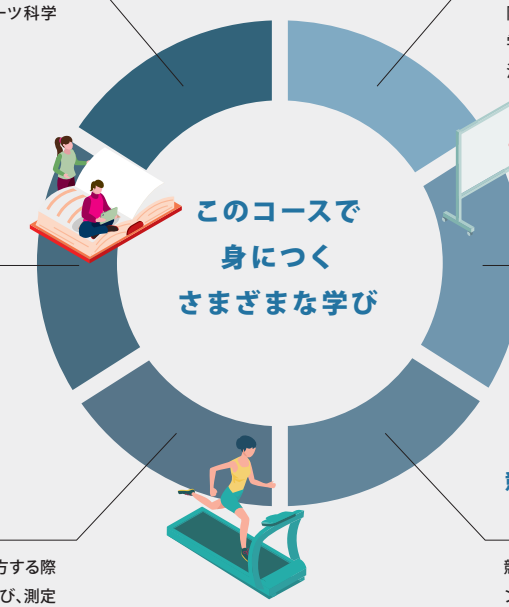 ーツ科学
このコースで
身につく
さまざまな学び
方する際
び、測定